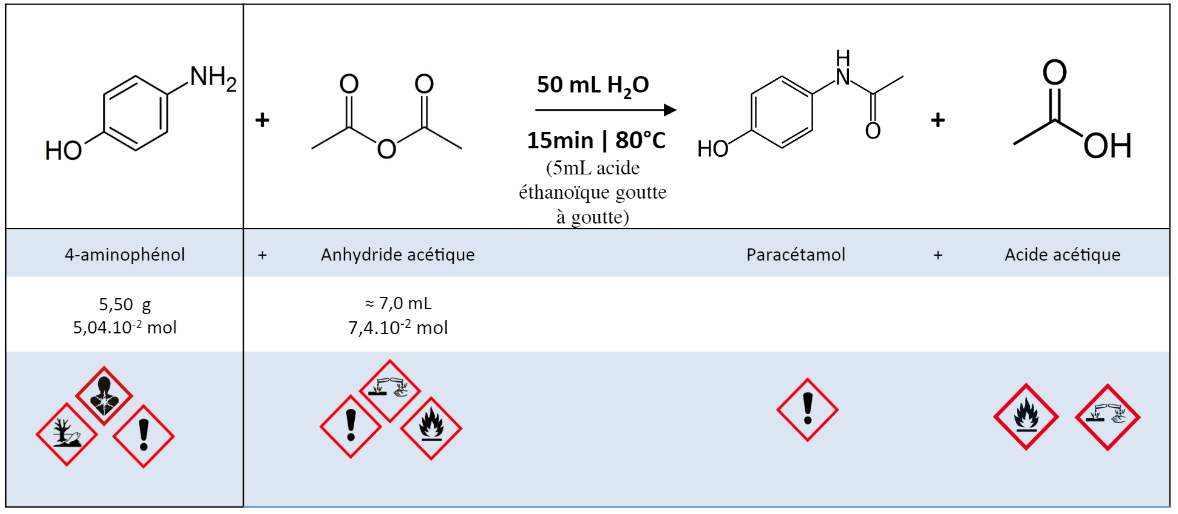 NH2
HO
+
O O
O
50 mL H2O
15min | 80°C
(5mL acide
éthanoïque goutte
à goutte)
H
N
O
HO
+
O
OH
4-aminophénol + Anhydride acétique Paracétamol + Acide acétique
5,50 g ≈ 7,0 mL
5,04.10-2 mol 7,4.10-2 mol